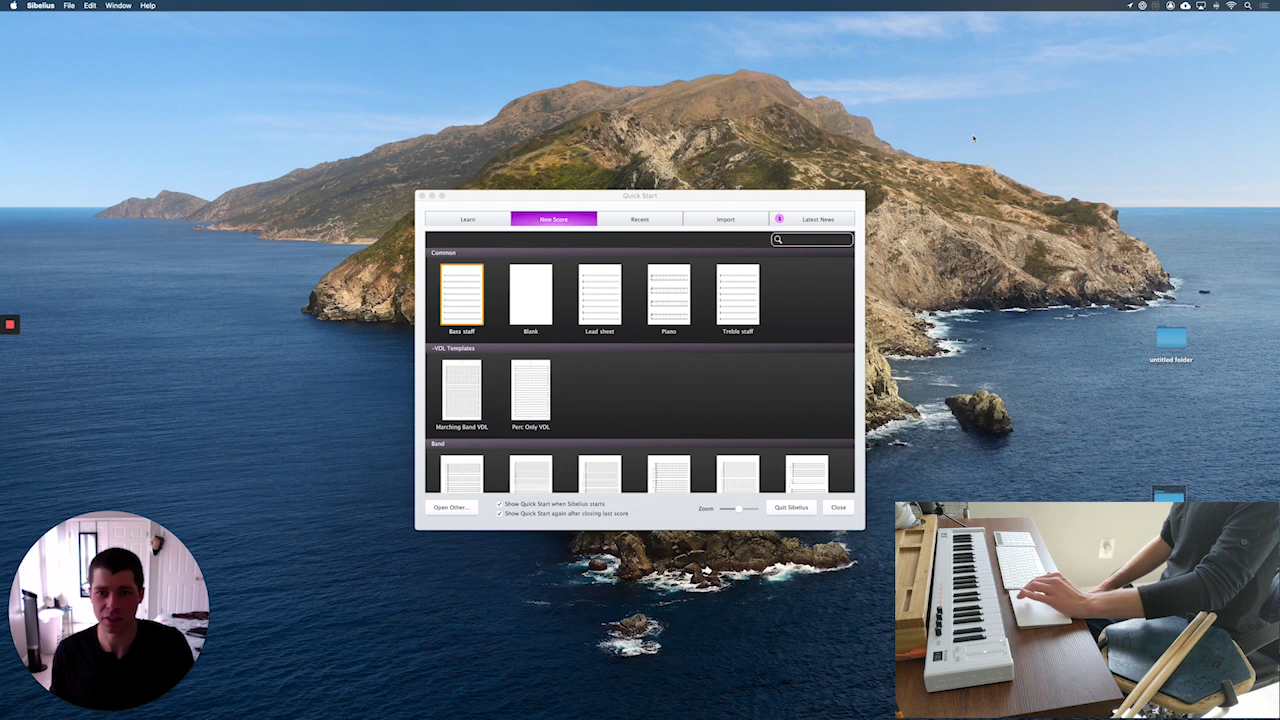 Sibelius File Edit Window Help
Quick Start
Learn New Score Recent Import 1 Latest News
Common
Bass staff Blank Lead sheet Piano Treble staff
~VDL Templates
Marching Band VDL Perc Only VDL
Band
Open Other... Show Quick Start when Sibelius starts
Show Quick Start again after closing last score
Zoom Quit Sibelius Close
untitled folder